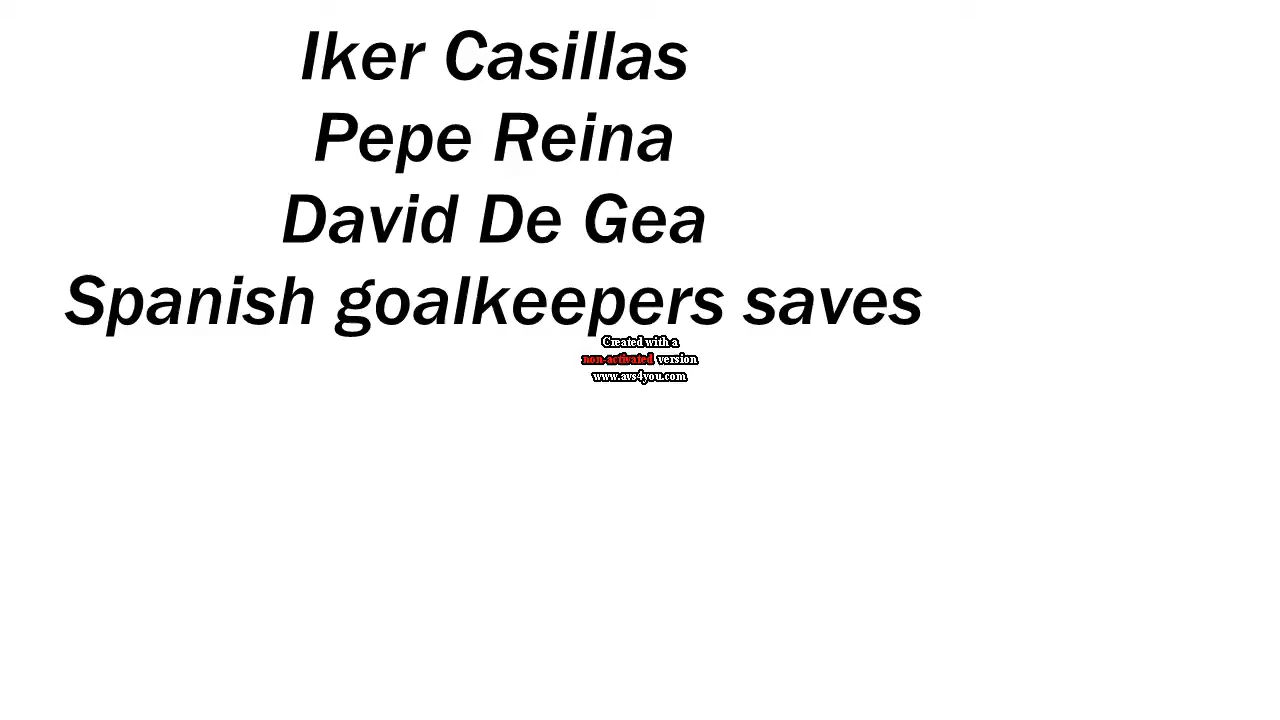 Iker Casillas
Pepe Reina
David De Gea
Spanish goalkeepers saves
Created with a
non-activated version
www.avs4you.com